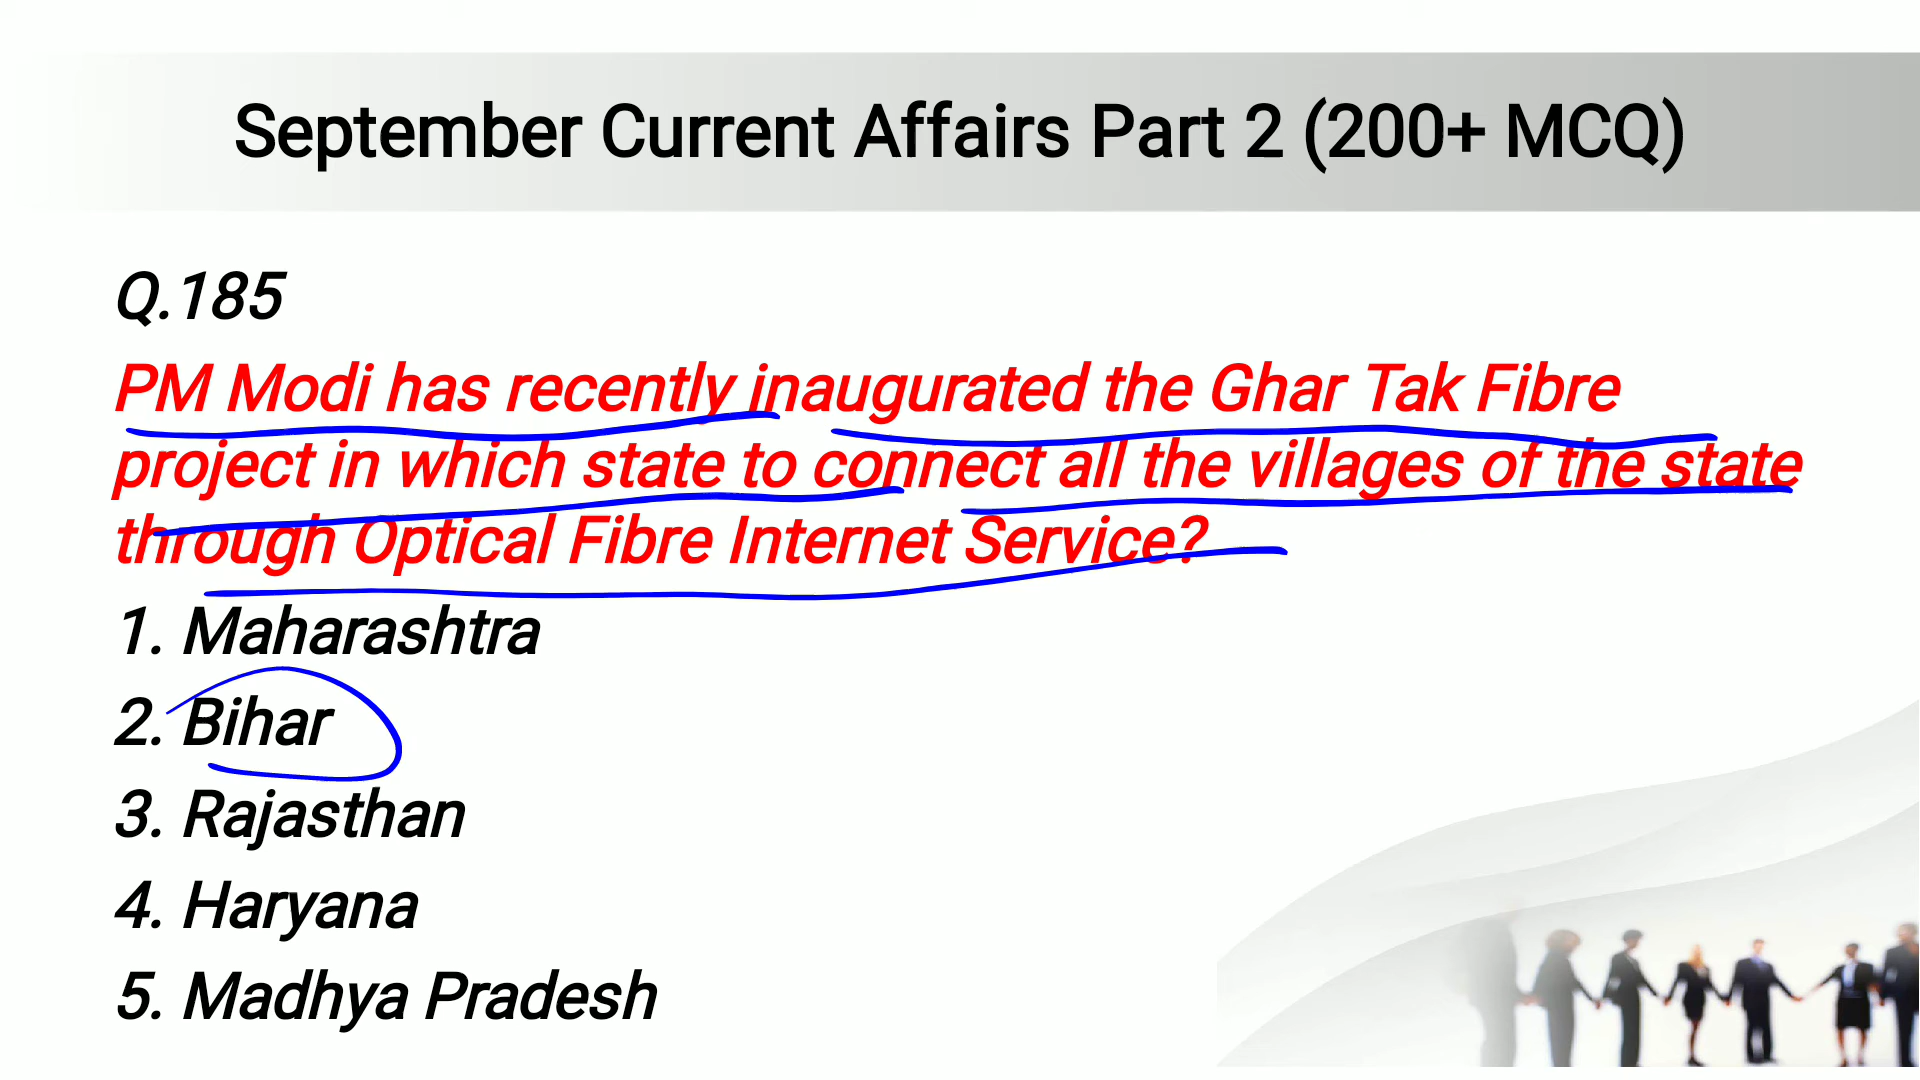 September Current Affairs Part 2 (200+ MCQ)
Q.185
PM Modi has recently inaugurated the Ghar Tak Fibre
project in which state to connect all the villages of the state
through Optical Fibre Internet Service?
1. Maharashtra
2. Bihar
3. Rajasthan
4. Haryana
5. Madhya Pradesh